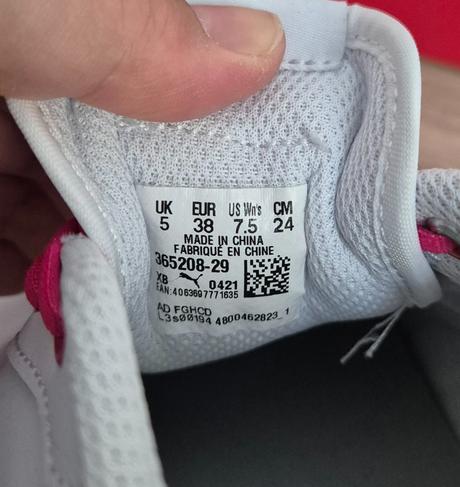 UK EUR US Wn's CM
5 38 7.5 24
MADE IN CHINA
FABRIQUÉ EN CHINE
365208-29
XB 0421
EAN: 4063697771635
AD FGHCD
L3s00194 4800462823_1